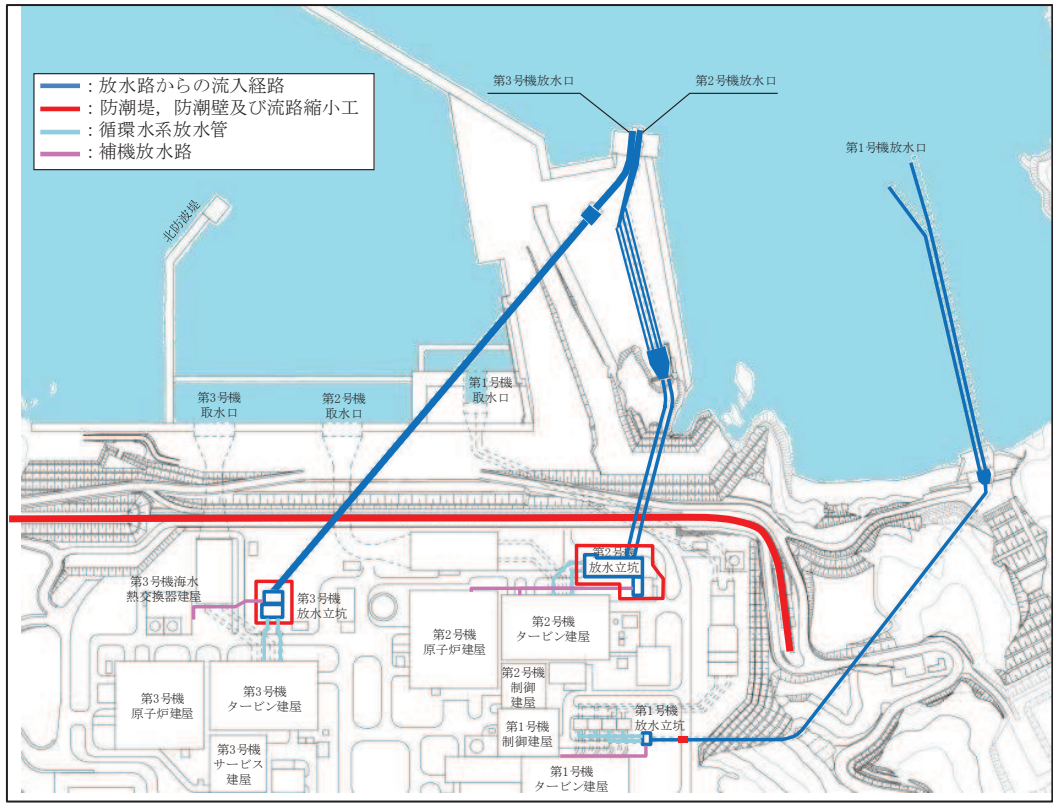 第3号機放水口
第2号機放水口
：放水路からの流入経路
：防潮堤，防潮壁及び流路縮小工
：循環水系放水管
：補機放水路
第1号機放水口
北防波堤
第3号機
取水口
第2号機
取水口
第1号機
取水口
第2号機
放水立坑
第3号機海水
熱交換器建屋
第3号機
放水立坑
第2号機
原子炉建屋
第2号機
タービン建屋
第2号機
制御
建屋
第3号機
原子炉建屋
第3号機
タービン建屋
第1号機
放水立坑
第1号機
制御建屋
第3号機
サービス
建屋
第1号機
タービン建屋